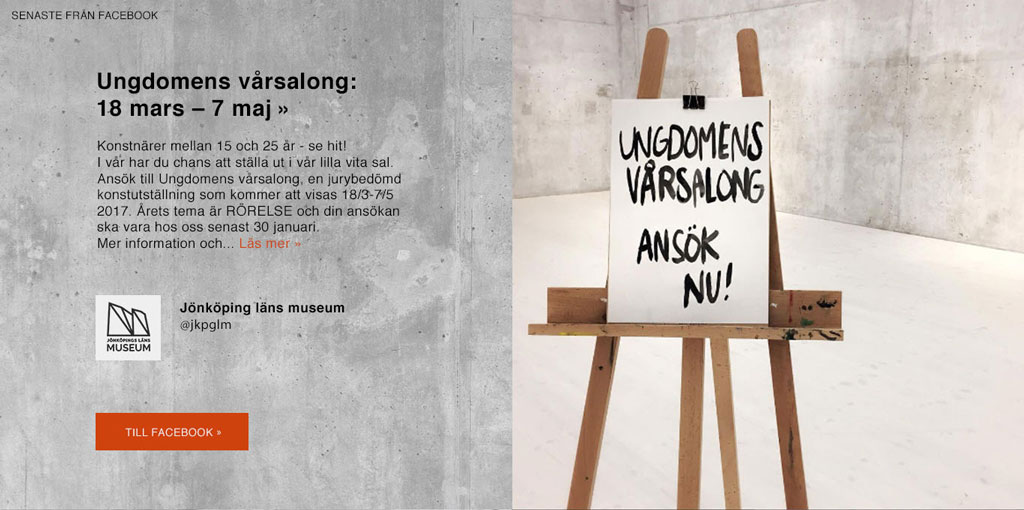 SENASTE FRÅN FACEBOOK
Ungdomens vårsalong:
18 mars – 7 maj »
Konstnärer mellan 15 och 25 år - se hit!
I vår har du chans att ställa ut i vår lilla vita sal.
Ansök till Ungdomens vårsalong, en jurybedömd
konstutställning som kommer att visas 18/3-7/5
2017. Årets tema är RÖRELSE och din ansökan
ska vara hos oss senast 30 januari.
Mer information och... Läs mer »
JÖNKÖPINGS LÄNS
MUSEUM
Jönköping läns museum
@jkpglm
TILL FACEBOOK »
UNGDOMENS
VÅRSALONG
ANSÖK
NU!